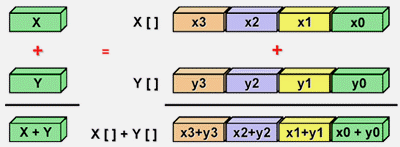 X X [ ] x3 x2 x1 x0
+ = +
Y Y [ ] y3 y2 y1 y0
X + Y X [ ] + Y [ ] x3+y3 x2+y2 x1+y1 x0 + y0